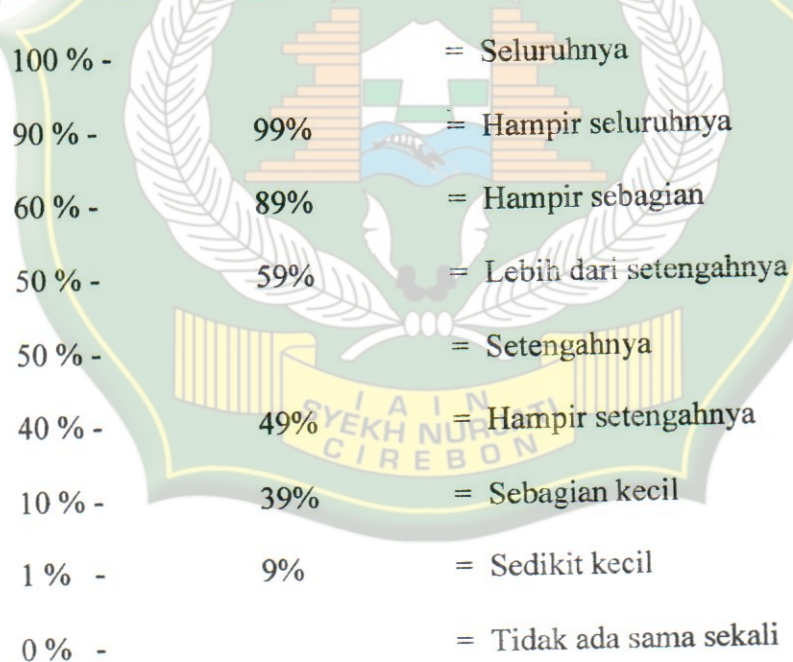 100 % - = Seluruhnya
90 % - 99% = Hampir seluruhnya
60 % - 89% = Hampir sebagian
50 % - 59% = Lebih dari setengahnya
50 % - = Setengahnya
40 % - 49% = Hampir setengahnya
10 % - 39% = Sebagian kecil
1 % - 9% = Sedikit kecil
0 % - = Tidak ada sama sekali
IAIN
SYEKH NURJATI
CIREBON